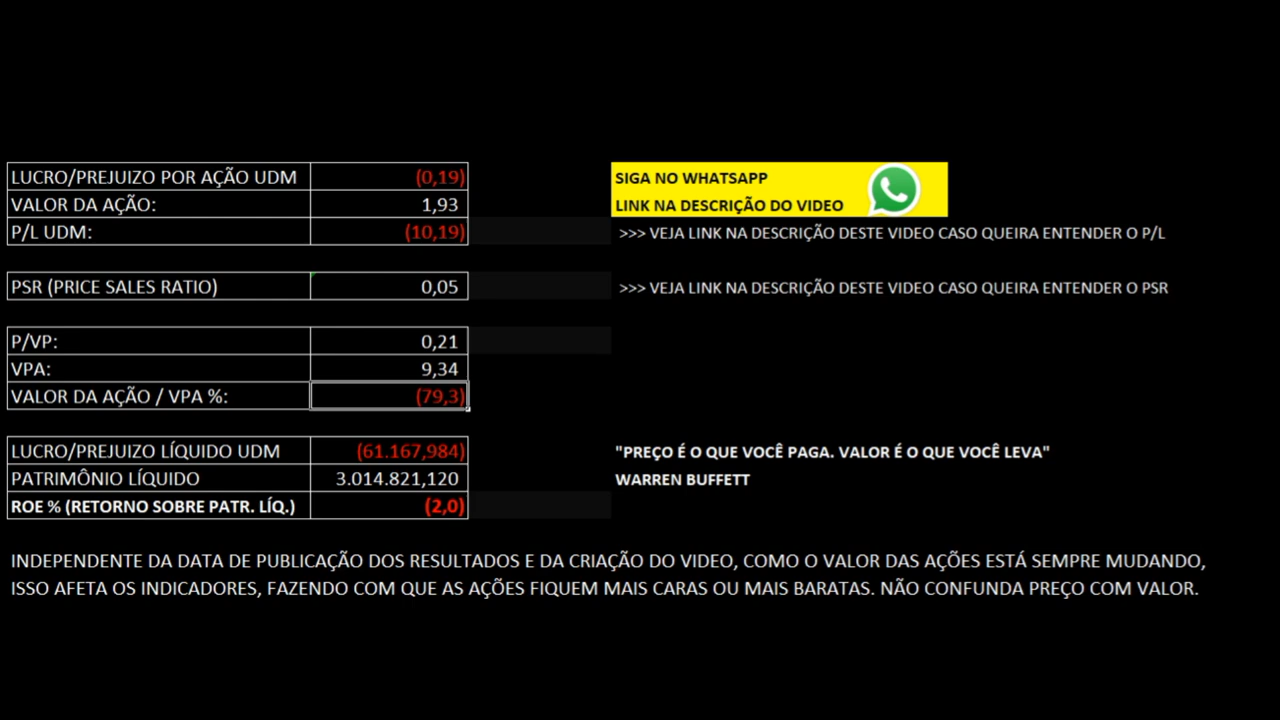 LUCRO/PREJUIZO POR AÇÃO UDM (0,19)
VALOR DA AÇÃO: 1,93
P/L UDM: (10,19)
SIGA NO WHATSAPP
LINK NA DESCRIÇÃO DO VIDEO
>>> VEJA LINK NA DESCRIÇÃO DESTE VIDEO CASO QUEIRA ENTENDER O P/L
PSR (PRICE SALES RATIO) 0,05
>>> VEJA LINK NA DESCRIÇÃO DESTE VIDEO CASO QUEIRA ENTENDER O PSR
P/VP: 0,21
VPA: 9,34
VALOR DA AÇÃO / VPA %: (79,3)
LUCRO/PREJUIZO LÍQUIDO UDM (61.167,984)
PATRIMÔNIO LÍQUIDO 3.014.821,120
ROE % (RETORNO SOBRE PATR. LÍQ.) (2,0)
"PREÇO É O QUE VOCÊ PAGA. VALOR É O QUE VOCÊ LEVA"
WARREN BUFFETT
INDEPENDENTE DA DATA DE PUBLICAÇÃO DOS RESULTADOS E DA CRIAÇÃO DO VIDEO, COMO O VALOR DAS AÇÕES ESTÁ SEMPRE MUDANDO,
ISSO AFETA OS INDICADORES, FAZENDO COM QUE AS AÇÕES FIQUEM MAIS CARAS OU MAIS BARATAS. NÃO CONFUNDA PREÇO COM VALOR.